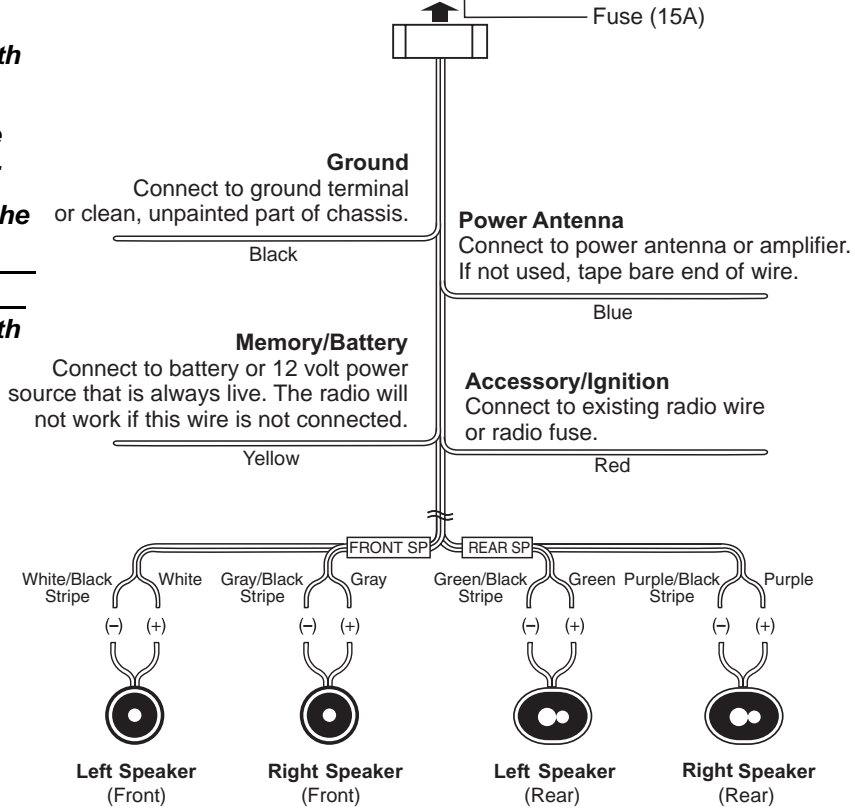 Fuse (15A)
th
e
he
th
Ground
Connect to ground terminal
or clean, unpainted part of chassis.
Black
Power Antenna
Connect to power antenna or amplifier.
If not used, tape bare end of wire.
Blue
Memory/Battery
Connect to battery or 12 volt power
source that is always live. The radio will
not work if this wire is not connected.
Yellow
Accessory/Ignition
Connect to existing radio wire
or radio fuse.
Red
FRONT SP
REAR SP
White/Black
Stripe
White
Gray/Black
Stripe
Gray
Green/Black
Stripe
Green
Purple/Black
Stripe
Purple
(–) (+)
(–) (+)
(–) (+)
(–) (+)
Left Speaker
(Front)
Right Speaker
(Front)
Left Speaker
(Rear)
Right Speaker
(Rear)